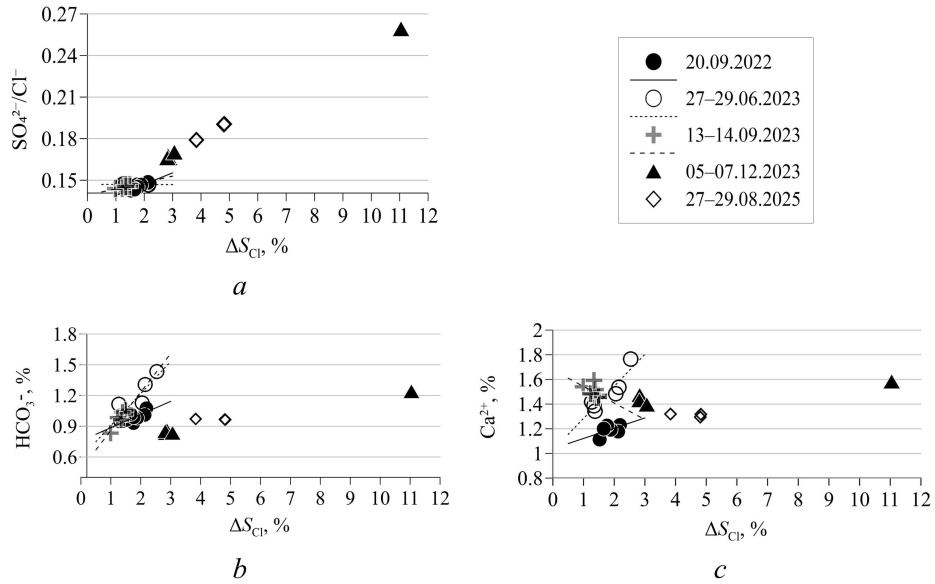 0.27
0.24
0.21
0.18
0.15
SO₄²⁻/Cl⁻
0 1 2 3 4 5 6 7 8 9 10 11 12
ΔS_Cl, %
a
20.09.2022
27–29.06.2023
13–14.09.2023
05–07.12.2023
27–29.08.2025
1.8
1.5
1.2
0.9
0.6
HCO₃⁻, %
0 1 2 3 4 5 6 7 8 9 10 11 12
ΔS_Cl, %
b
2
1.8
1.6
1.4
1.2
1
0.8
Ca²⁺, %
0 1 2 3 4 5 6 7 8 9 10 11 12
ΔS_Cl, %
c